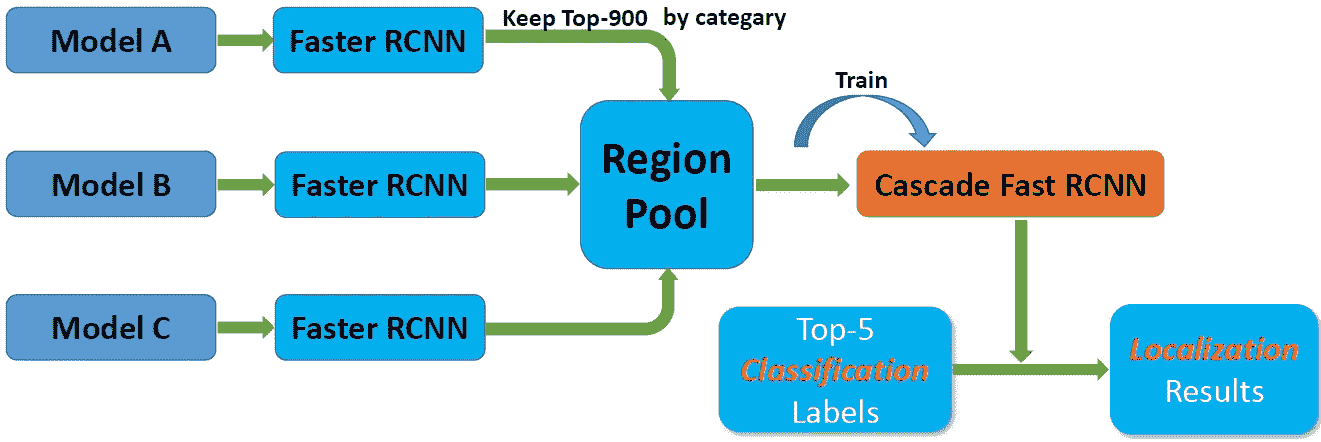 Model A
Faster RCNN
Keep Top-900 by categary
Train
Model B
Faster RCNN
Region
Pool
Cascade Fast RCNN
Model C
Faster RCNN
Top-5
Classification
Labels
Localization
Results